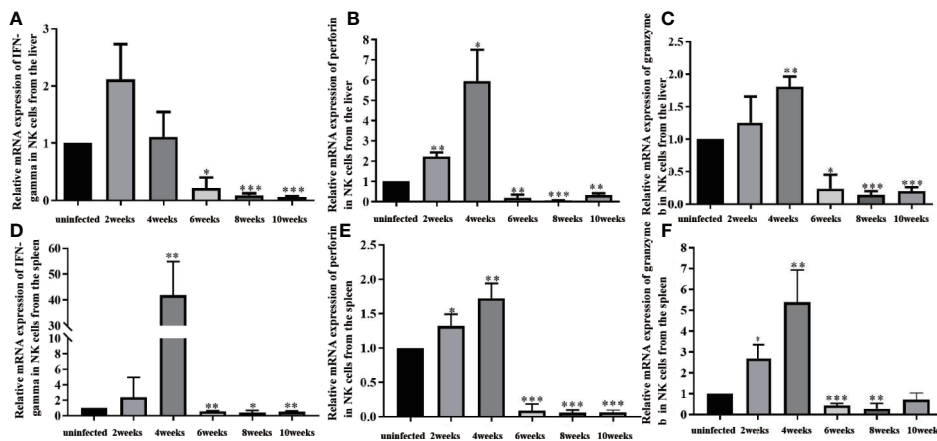 A
Relative mRNA expression of IFN-
gamma in NK cells from the liver
3
2
1
0
*
***
***
uninfected 2weeks 4weeks 6weeks 8weeks 10weeks
B
Relative mRNA expression of perforin
in NK cells from the liver
8
7
6
5
4
3
2
1
0
**
*
**
***
**
uninfected 2weeks 4weeks 6weeks 8weeks 10weeks
C
Relative mRNA expression of granzyme
b in NK cells from the liver
2.5
2.0
1.5
1.0
0.5
0.0
**
*
***
***
uninfected 2weeks 4weeks 6weeks 8weeks 10weeks
D
Relative mRNA expression of IFN-
gamma in NK cells from the spleen
60
50
40
30
10
8
6
4
2
0
**
**
*
**
uninfected 2weeks 4weeks 6weeks 8weeks 10weeks
E
Relative mRNA expression of perforin
in NK cells from the spleen
2.5
2.0
1.5
1.0
0.5
0.0
*
**
***
***
***
uninfected 2weeks 4weeks 6weeks 8weeks 10weeks
F
Relative mRNA expression of granzyme
b in NK cells from the spleen
8
7
6
5
4
3
2
1
0
*
**
***
**
uninfected 2weeks 4weeks 6weeks 8weeks 10weeks